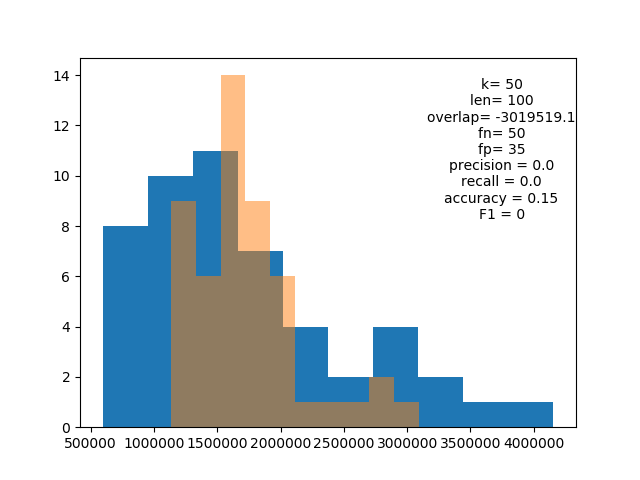 14
12
10
8
6
4
2
0
k= 50
len= 100
overlap= -3019519.1
fn= 50
fp= 35
precision = 0.0
recall = 0.0
accuracy = 0.15
F1 = 0
500000 1000000 1500000 2000000 2500000 3000000 3500000 4000000